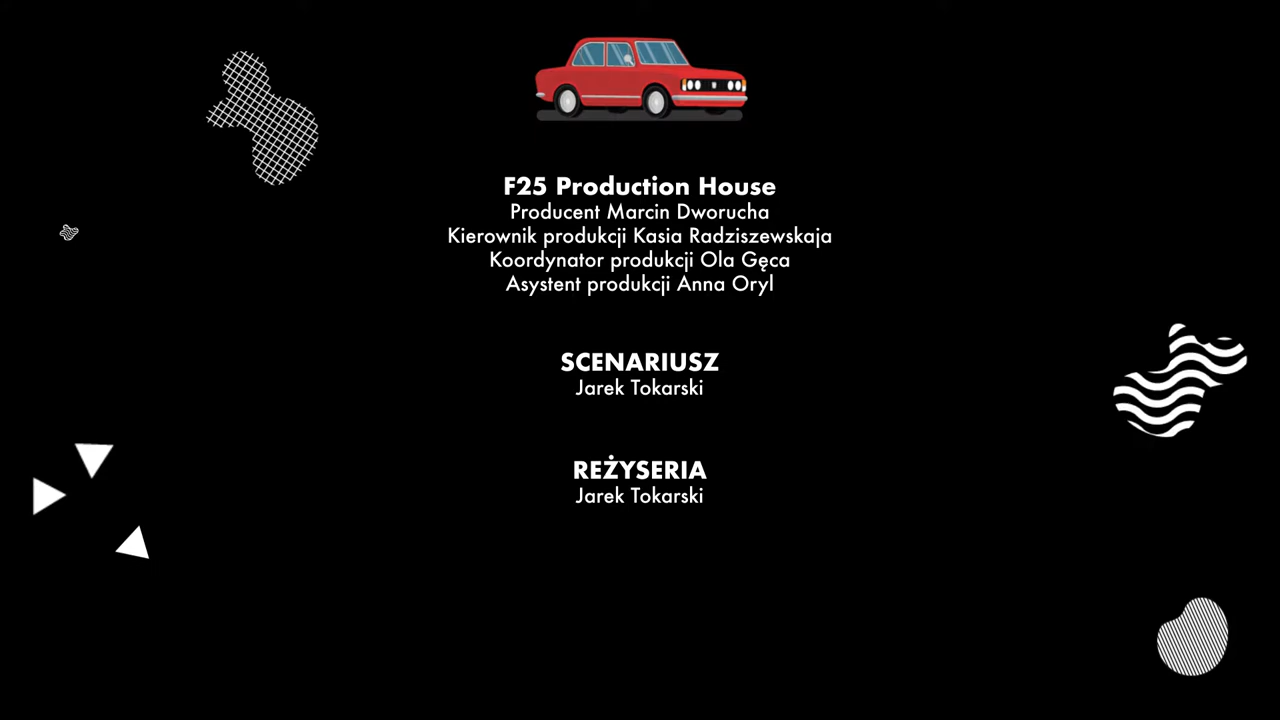 F25 Production House
Producent Marcin Dworucha
Kierownik produkcji Kasia Radziszewskaja
Koordynator produkcji Ola Gęca
Asystent produkcji Anna Oryl
SCENARIUSZ
Jarek Tokarski
REŻYSERIA
Jarek Tokarski